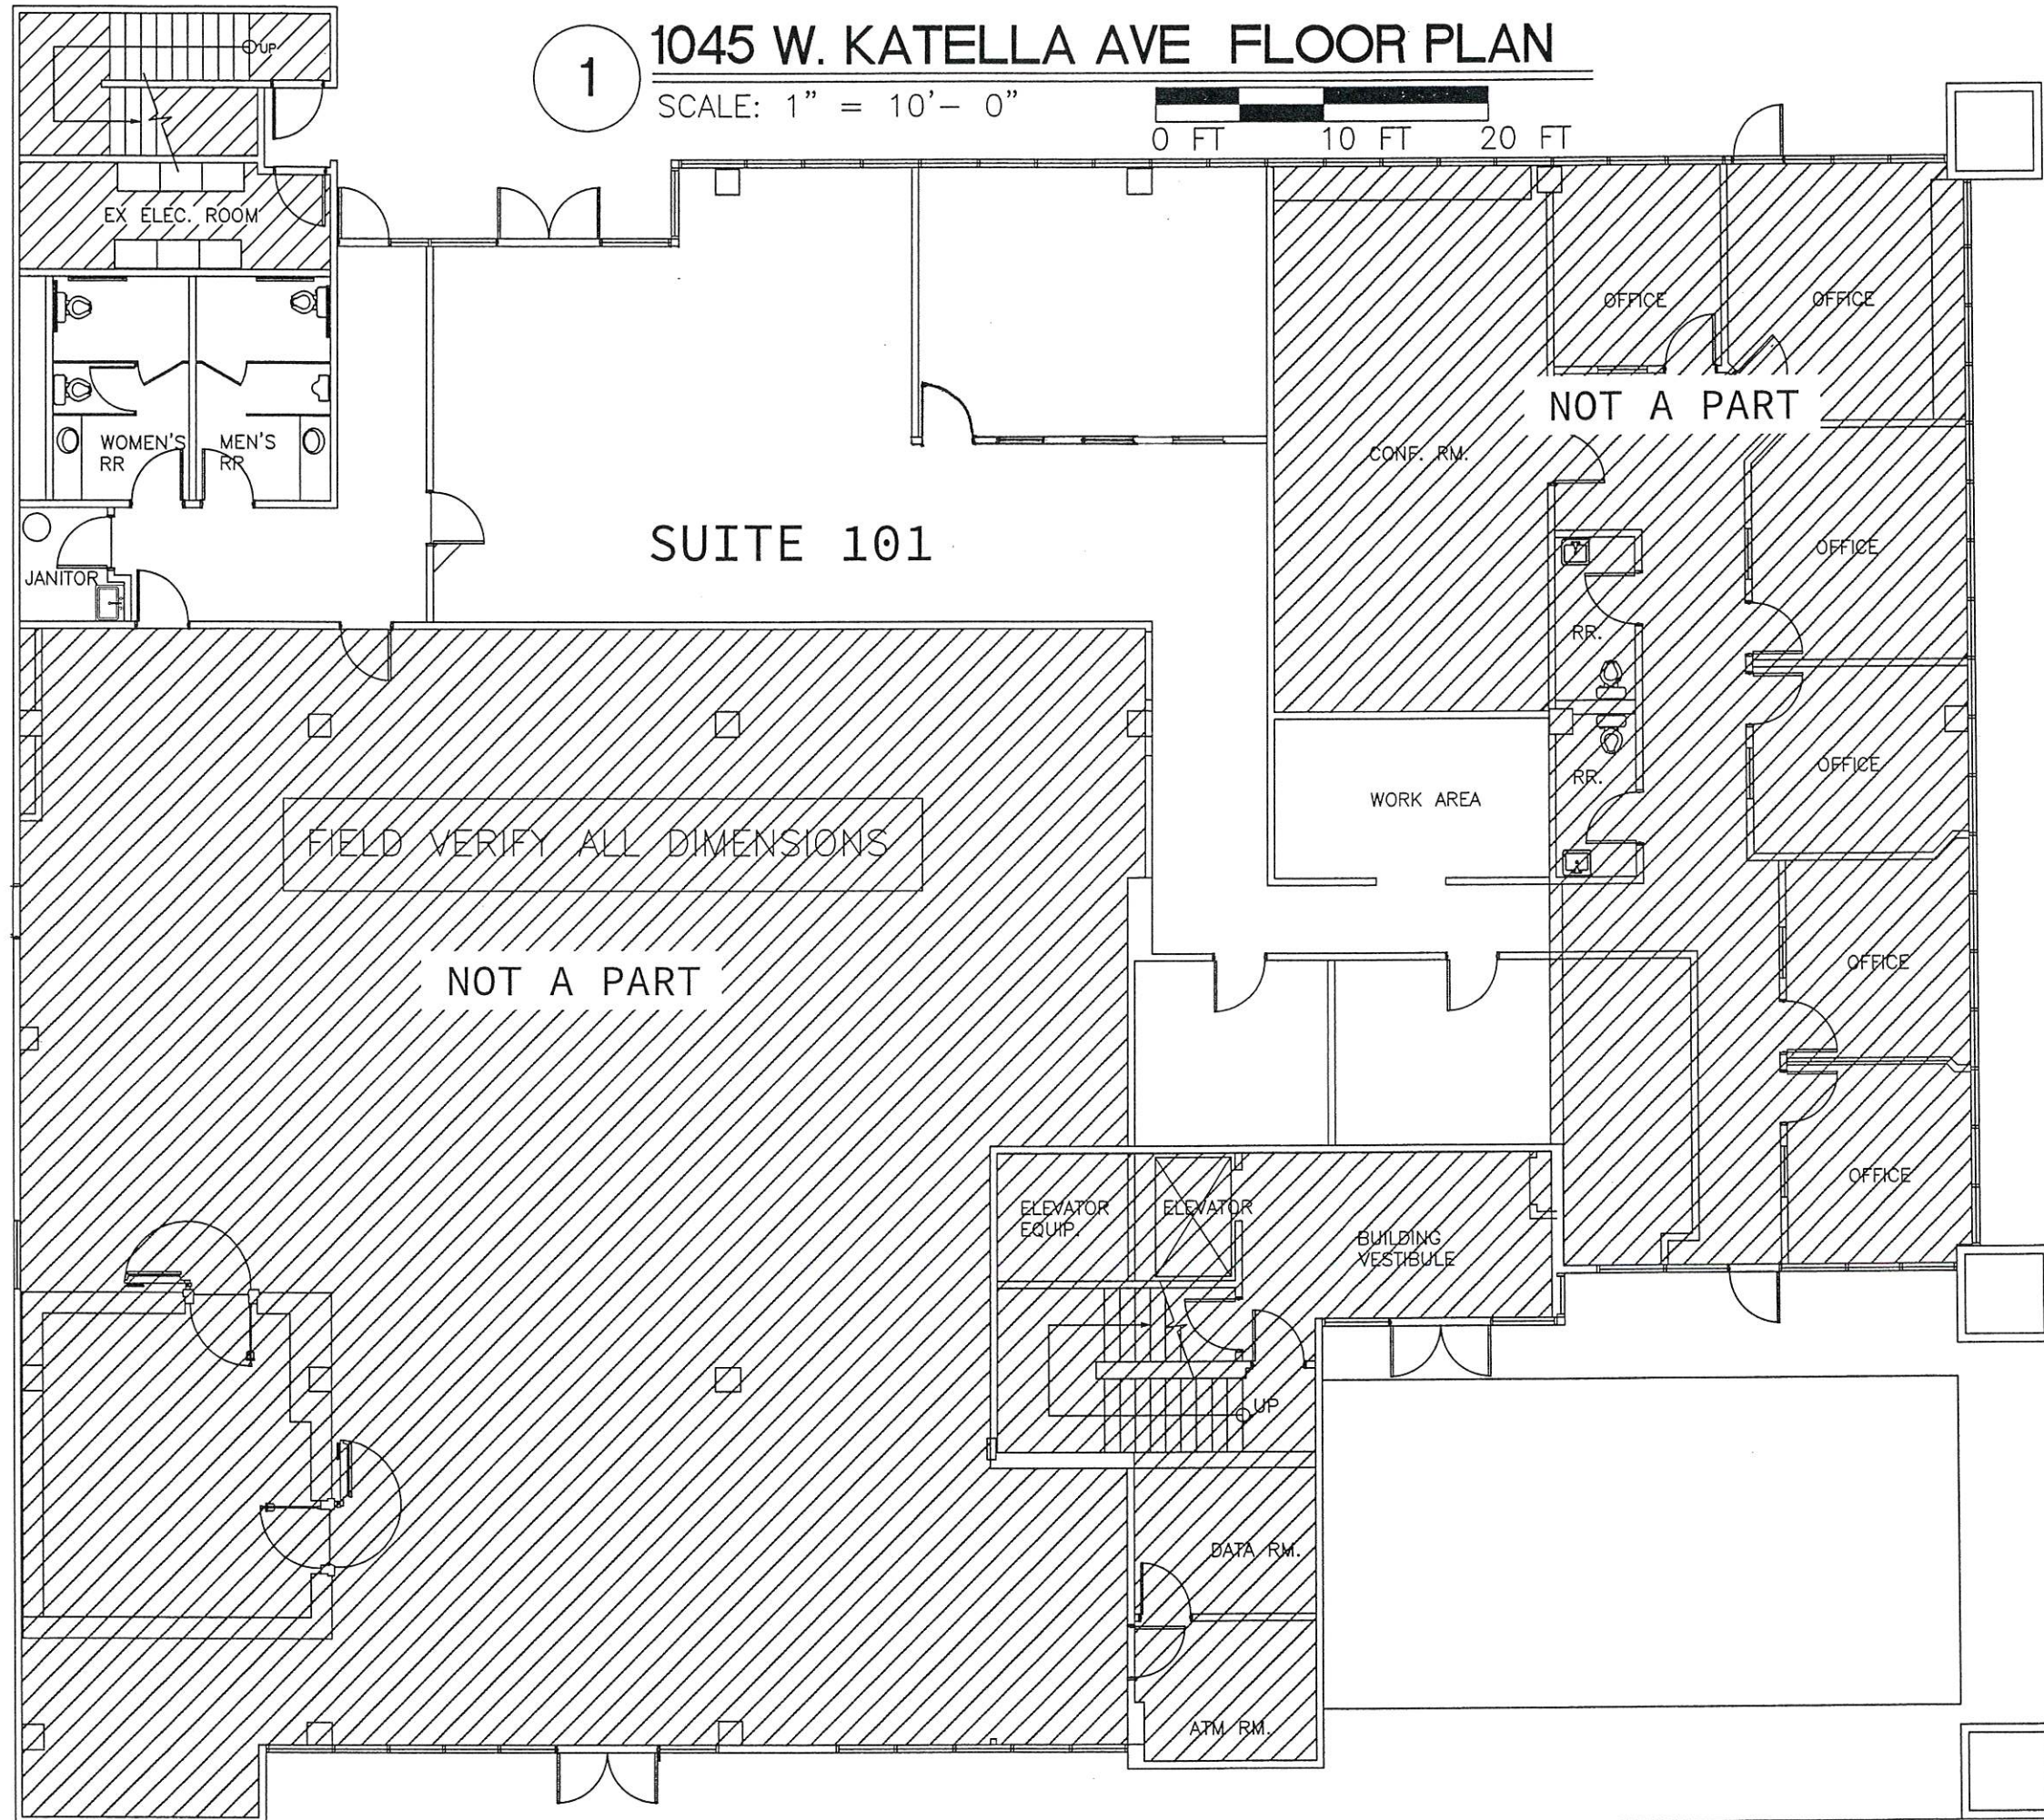 1
1045 W. KATELLA AVE FLOOR PLAN
SCALE: 1" = 10'- 0"
0 FT
10 FT
20 FT
UP
EX ELEC. ROOM
WOMEN'S
RR
MEN'S
RR
JANITOR
SUITE 101
OFFICE
OFFICE
NOT A PART
CONF. RM.
OFFICE
RR.
OFFICE
RR.
WORK AREA
FIELD VERIFY ALL DIMENSIONS
NOT A PART
OFFICE
OFFICE
ELEVATOR
EQUIP.
ELEVATOR
BUILDING
VESTIBULE
UP
DATA RM.
ATM RM.